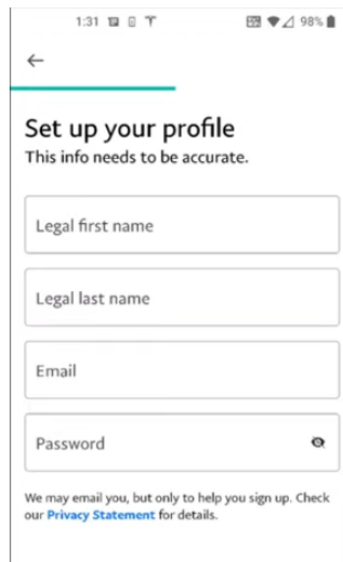 1:31
98%
Set up your profile
This info needs to be accurate.
Legal first name
Legal last name
Email
Password
We may email you, but only to help you sign up. Check
our Privacy Statement for details.